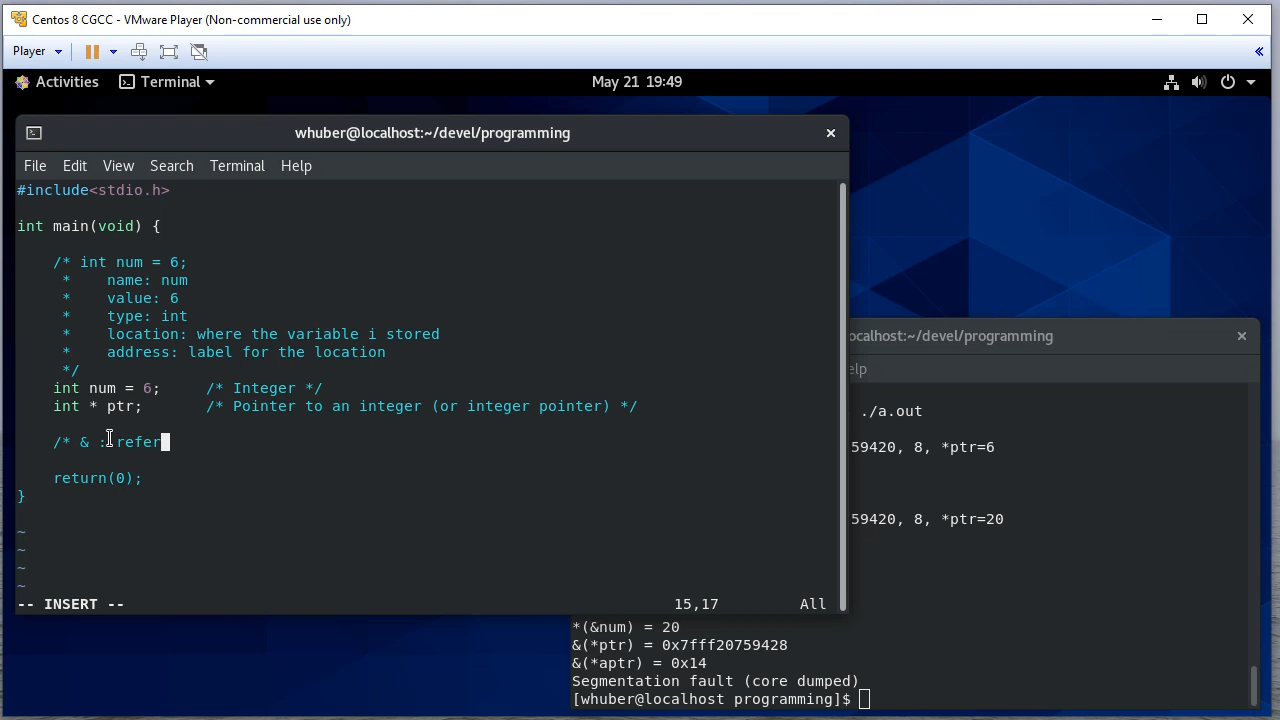 Centos 8 CGCC - VMware Player (Non-commercial use only)
Player
Activities Terminal May 21 19:49
whuber@localhost:~/devel/programming
File Edit View Search Terminal Help
#include<stdio.h>
int main(void) {
/* int num = 6;
* name: num
* value: 6
* type: int
* location: where the variable i stored
* address: label for the location
*/
int num = 6; /* Integer */
int * ptr; /* Pointer to an integer (or integer pointer) */
/* & : refer
return(0);
}
~
~
~
~
-- INSERT -- 15,17 All
ocalhost:~/devel/programming
elp
./a.out
59420, 8, *ptr=6
59420, 8, *ptr=20
*(&num) = 20
&(*ptr) = 0x7fff20759428
&(*aptr) = 0x14
Segmentation fault (core dumped)
[whuber@localhost programming]$